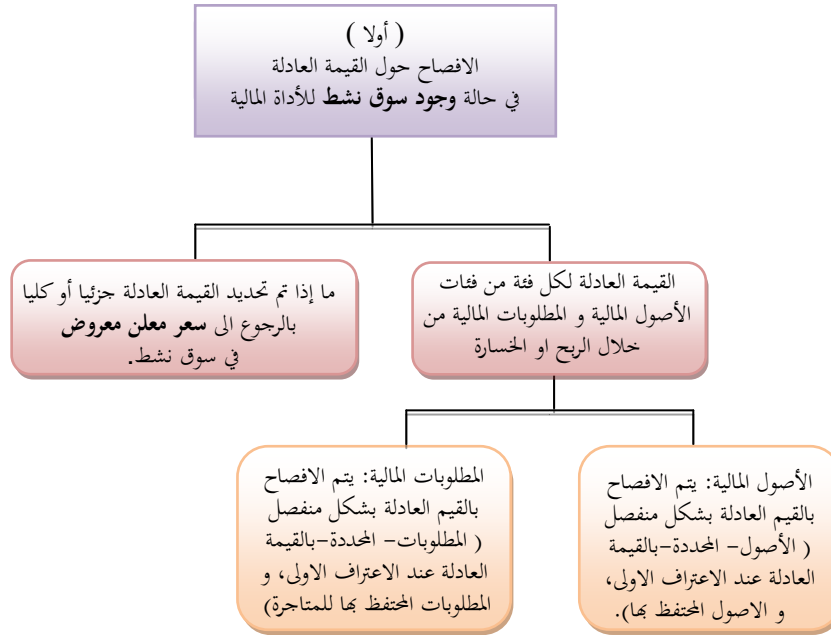 ( أولا )
الافصاح حول القيمة العادلة
في حالة وجود سوق نشط للأداة المالية
القيمة العادلة لكل فئة من فئات
الأصول المالية و المطلوبات المالية من
خلال الربح او الخسارة
ما إذا تم تحديد القيمة العادلة جزئيا أو كليا
بالرجوع الى سعر معلن معروض
في سوق نشط.
الأصول المالية: يتم الافصاح
بالقيم العادلة بشكل منفصل
( الأصول- المحددة-بالقيمة
العادلة عند الاعتراف الاولى،
و الاصول المحتفظ بها).
المطلوبات المالية: يتم الافصاح
بالقيم العادلة بشكل منفصل
( المطلوبات- المحددة-بالقيمة
العادلة عند الاعتراف الاولى، و
المطلوبات المحتفظ بها للمتاجرة)